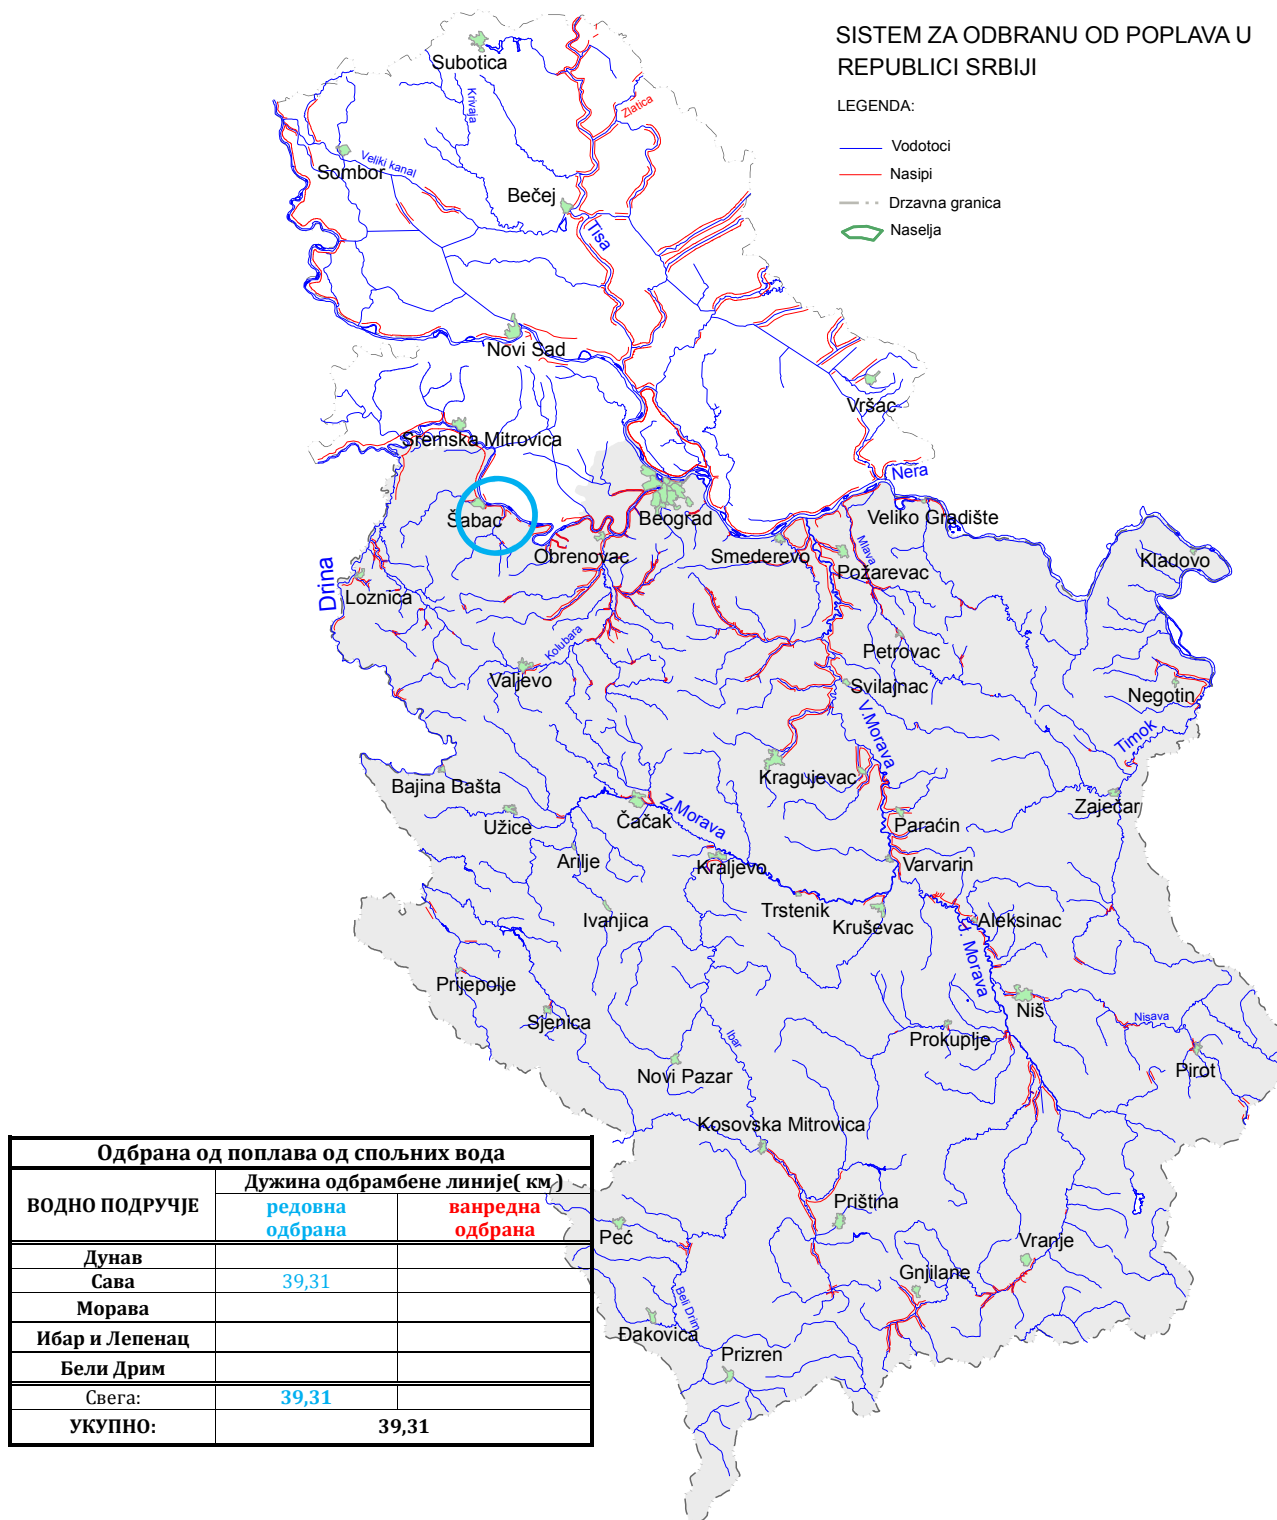 SISTEM ZA ODBRANU OD POPLAVA U
REPUBLICI SRBIJI
LEGENDA:
Vodotoci
Nasipi
Drzavna granica
Naselja
Subotica
Krivaja
Zlatica
Sombor
Veliki kanal
Bečej
Tisa
Novi Sad
Vršac
Sremska Mitrovica
Nera
Šabac
Beograd
Veliko Gradište
Obrenovac
Smederevo
Mlava
Požarevac
Kladovo
Drina
Loznica
Kolubara
Petrovac
Valjevo
Svilajnac
Negotin
V.Morava
Timok
Bajina Bašta
Kragujevac
Zaječar
Užice
Čačak
Z.Morava
Paraćin
Arilje
Kraljevo
Varvarin
Ivanjica
Trstenik
Kruševac
Aleksinac
J. Morava
Prijepolje
Sjenica
Niš
Nisava
Ibar
Prokuplje
Novi Pazar
Pirot
Kosovska Mitrovica
Priština
Peć
Vranje
Gnjilane
Beli Drim
Đakovica
Prizren
Одбрана од поплава од спољних вода
ВОДНО ПОДРУЧЈЕ
Дужина одбрамбене линије( км )
редовна
одбрана
ванредна
одбрана
Дунав
Сава 39,31
Морава
Ибар и Лепенац
Бели Дрим
Свега: 39,31
УКУПНО: 39,31